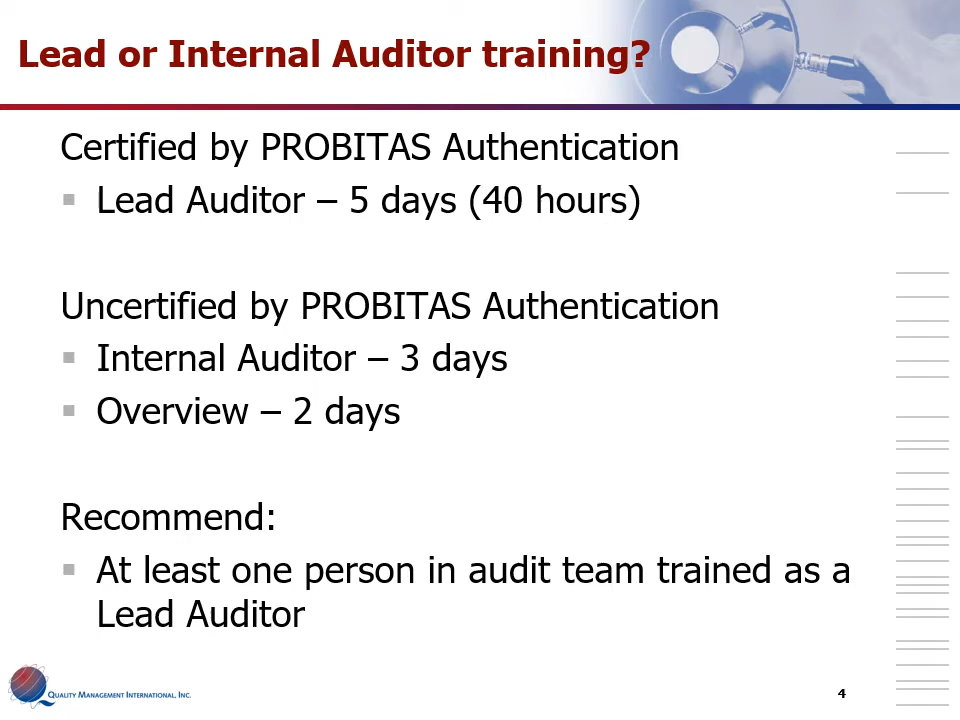 Lead or Internal Auditor training?
Certified by PROBITAS Authentication
▪ Lead Auditor – 5 days (40 hours)
Uncertified by PROBITAS Authentication
▪ Internal Auditor – 3 days
▪ Overview – 2 days
Recommend:
▪ At least one person in audit team trained as a
Lead Auditor
QUALITY MANAGEMENT INTERNATIONAL, INC.
4